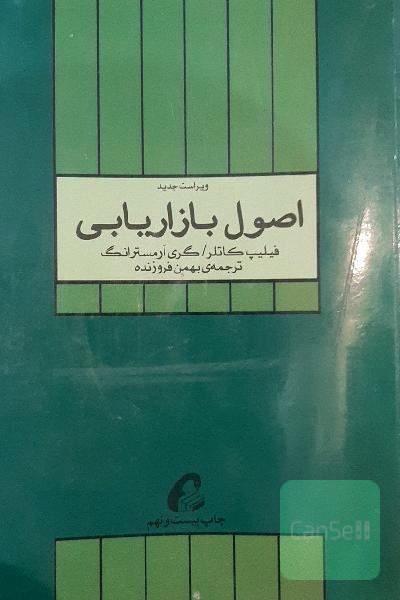 ویراست جدید
اصول بازاریابی
فیلیپ کاتلر/گری آرمسترانگ
ترجمه‌ی بهمن فروزنده
چاپ بیست و نهم
CanSell